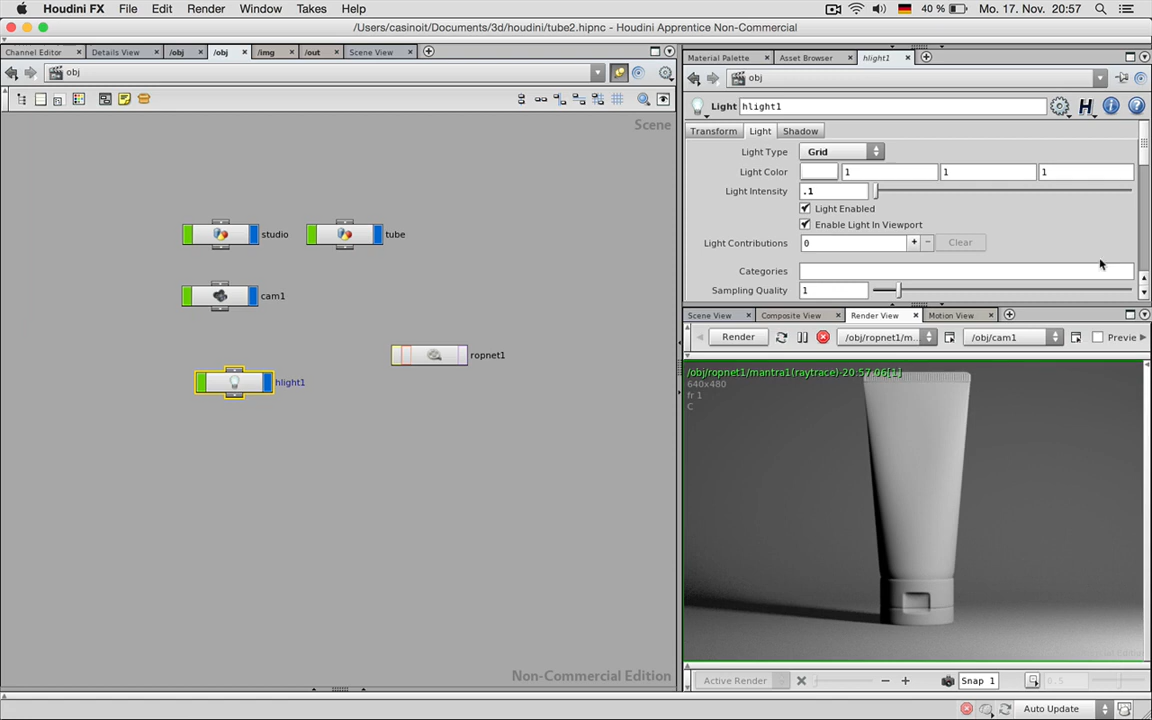 Houdini FX File Edit Render Window Takes Help 40 % Mo. 17. Nov. 20:57
/Users/casinoit/Documents/3d/houdini/tube2.hipnc - Houdini Apprentice Non-Commercial
Channel Editor Details View /obj /obj /img /out Scene View
obj
Scene
studio
tube
cam1
ropnet1
hlight1
Non-Commercial Edition
Material Palette Asset Browser hlight1
obj
Light hlight1
Transform Light Shadow
Light Type Grid
Light Color 1 1 1
Light Intensity .1
Light Enabled
Enable Light In Viewport
Light Contributions 0 + - Clear
Categories
Sampling Quality 1
Scene View Composite View Render View Motion View
Render /obj/ropnet1/m... /obj/cam1 Previe
/obj/ropnet1/mantra1(raytrace)-20:57:06[1]
640x480
fr 1
C
Active Render Snap 1 0.5
Auto Update